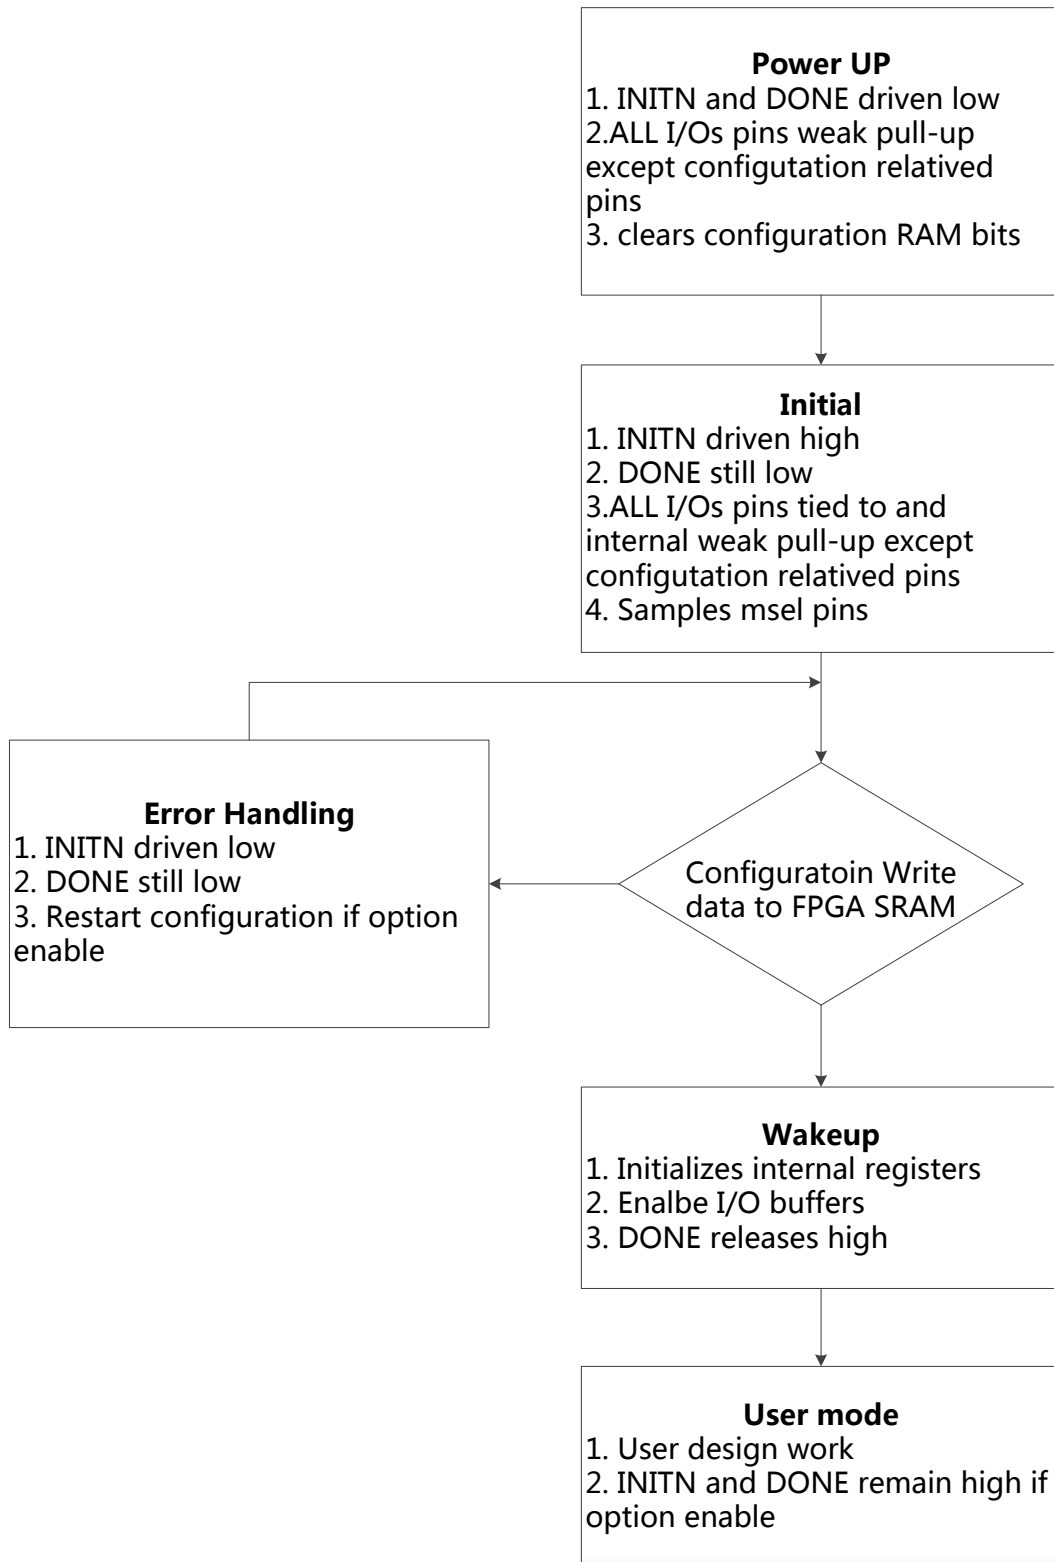 Power UP
1. INITN and DONE driven low
2.ALL I/Os pins weak pull-up
except configutation relatived
pins
3. clears configuration RAM bits
Initial
1. INITN driven high
2. DONE still low
3.ALL I/Os pins tied to and
internal weak pull-up except
configutation relatived pins
4. Samples msel pins
Error Handling
1. INITN driven low
2. DONE still low
3. Restart configuration if option
enable
Configuratoin Write
data to FPGA SRAM
Wakeup
1. Initializes internal registers
2. Enalbe I/O buffers
3. DONE releases high
User mode
1. User design work
2. INITN and DONE remain high if
option enable